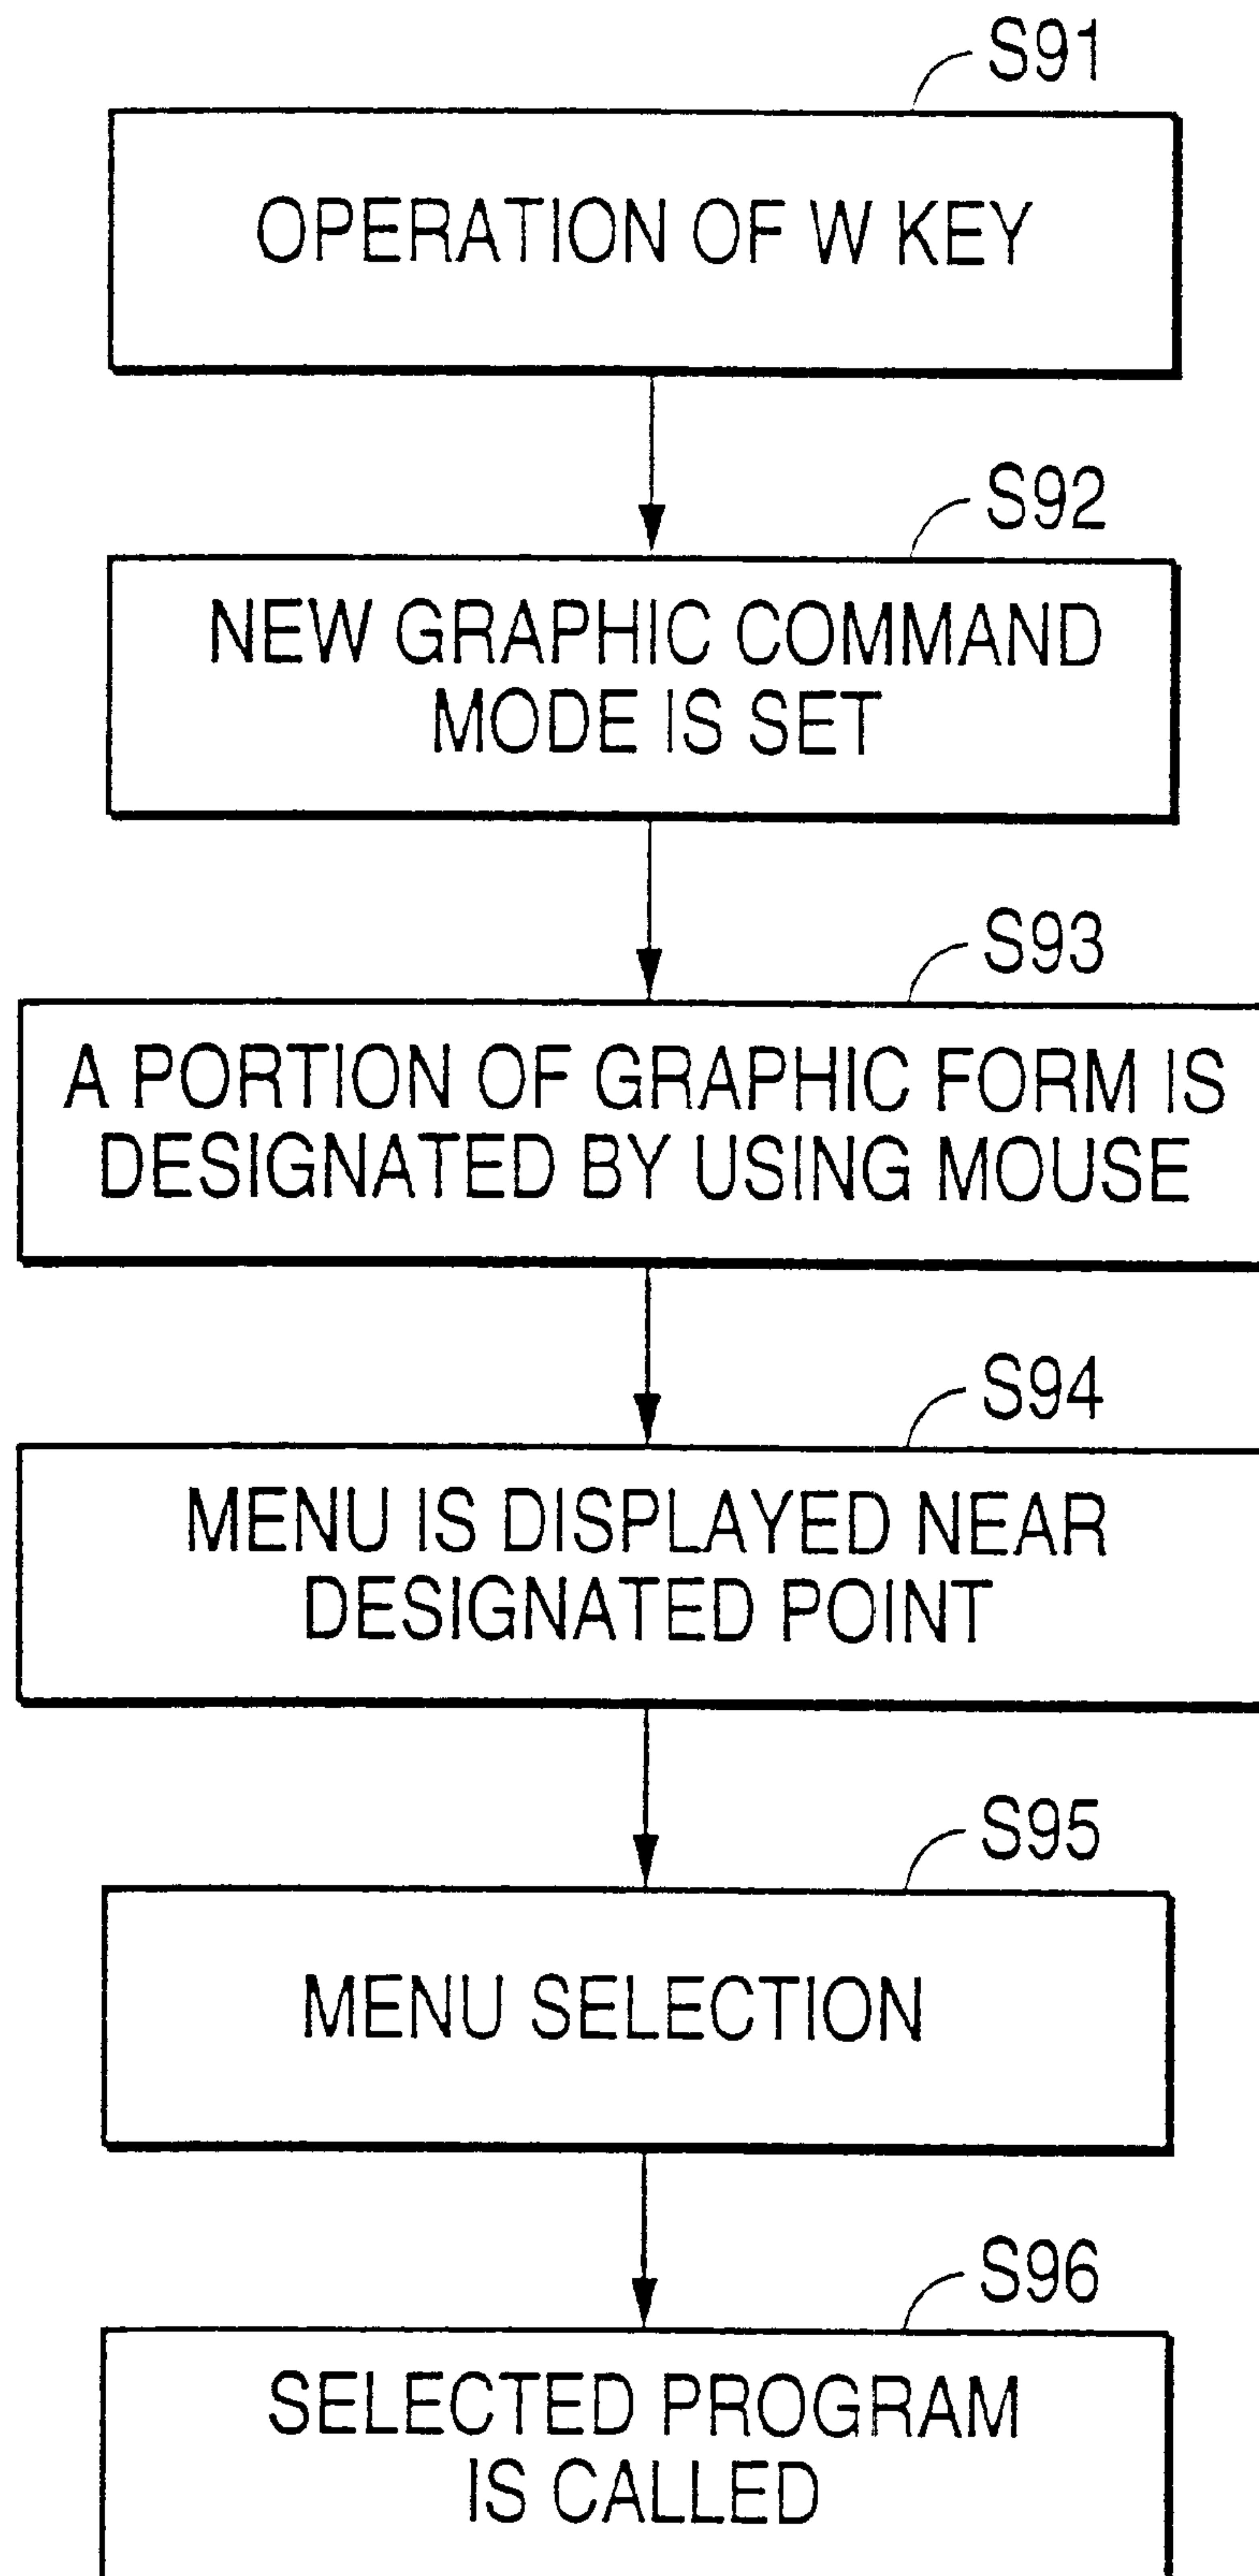 S91
OPERATION OF W KEY
S92
NEW GRAPHIC COMMAND
MODE IS SET
S93
A PORTION OF GRAPHIC FORM IS
DESIGNATED BY USING MOUSE
S94
MENU IS DISPLAYED NEAR
DESIGNATED POINT
S95
MENU SELECTION
S96
SELECTED PROGRAM
IS CALLED